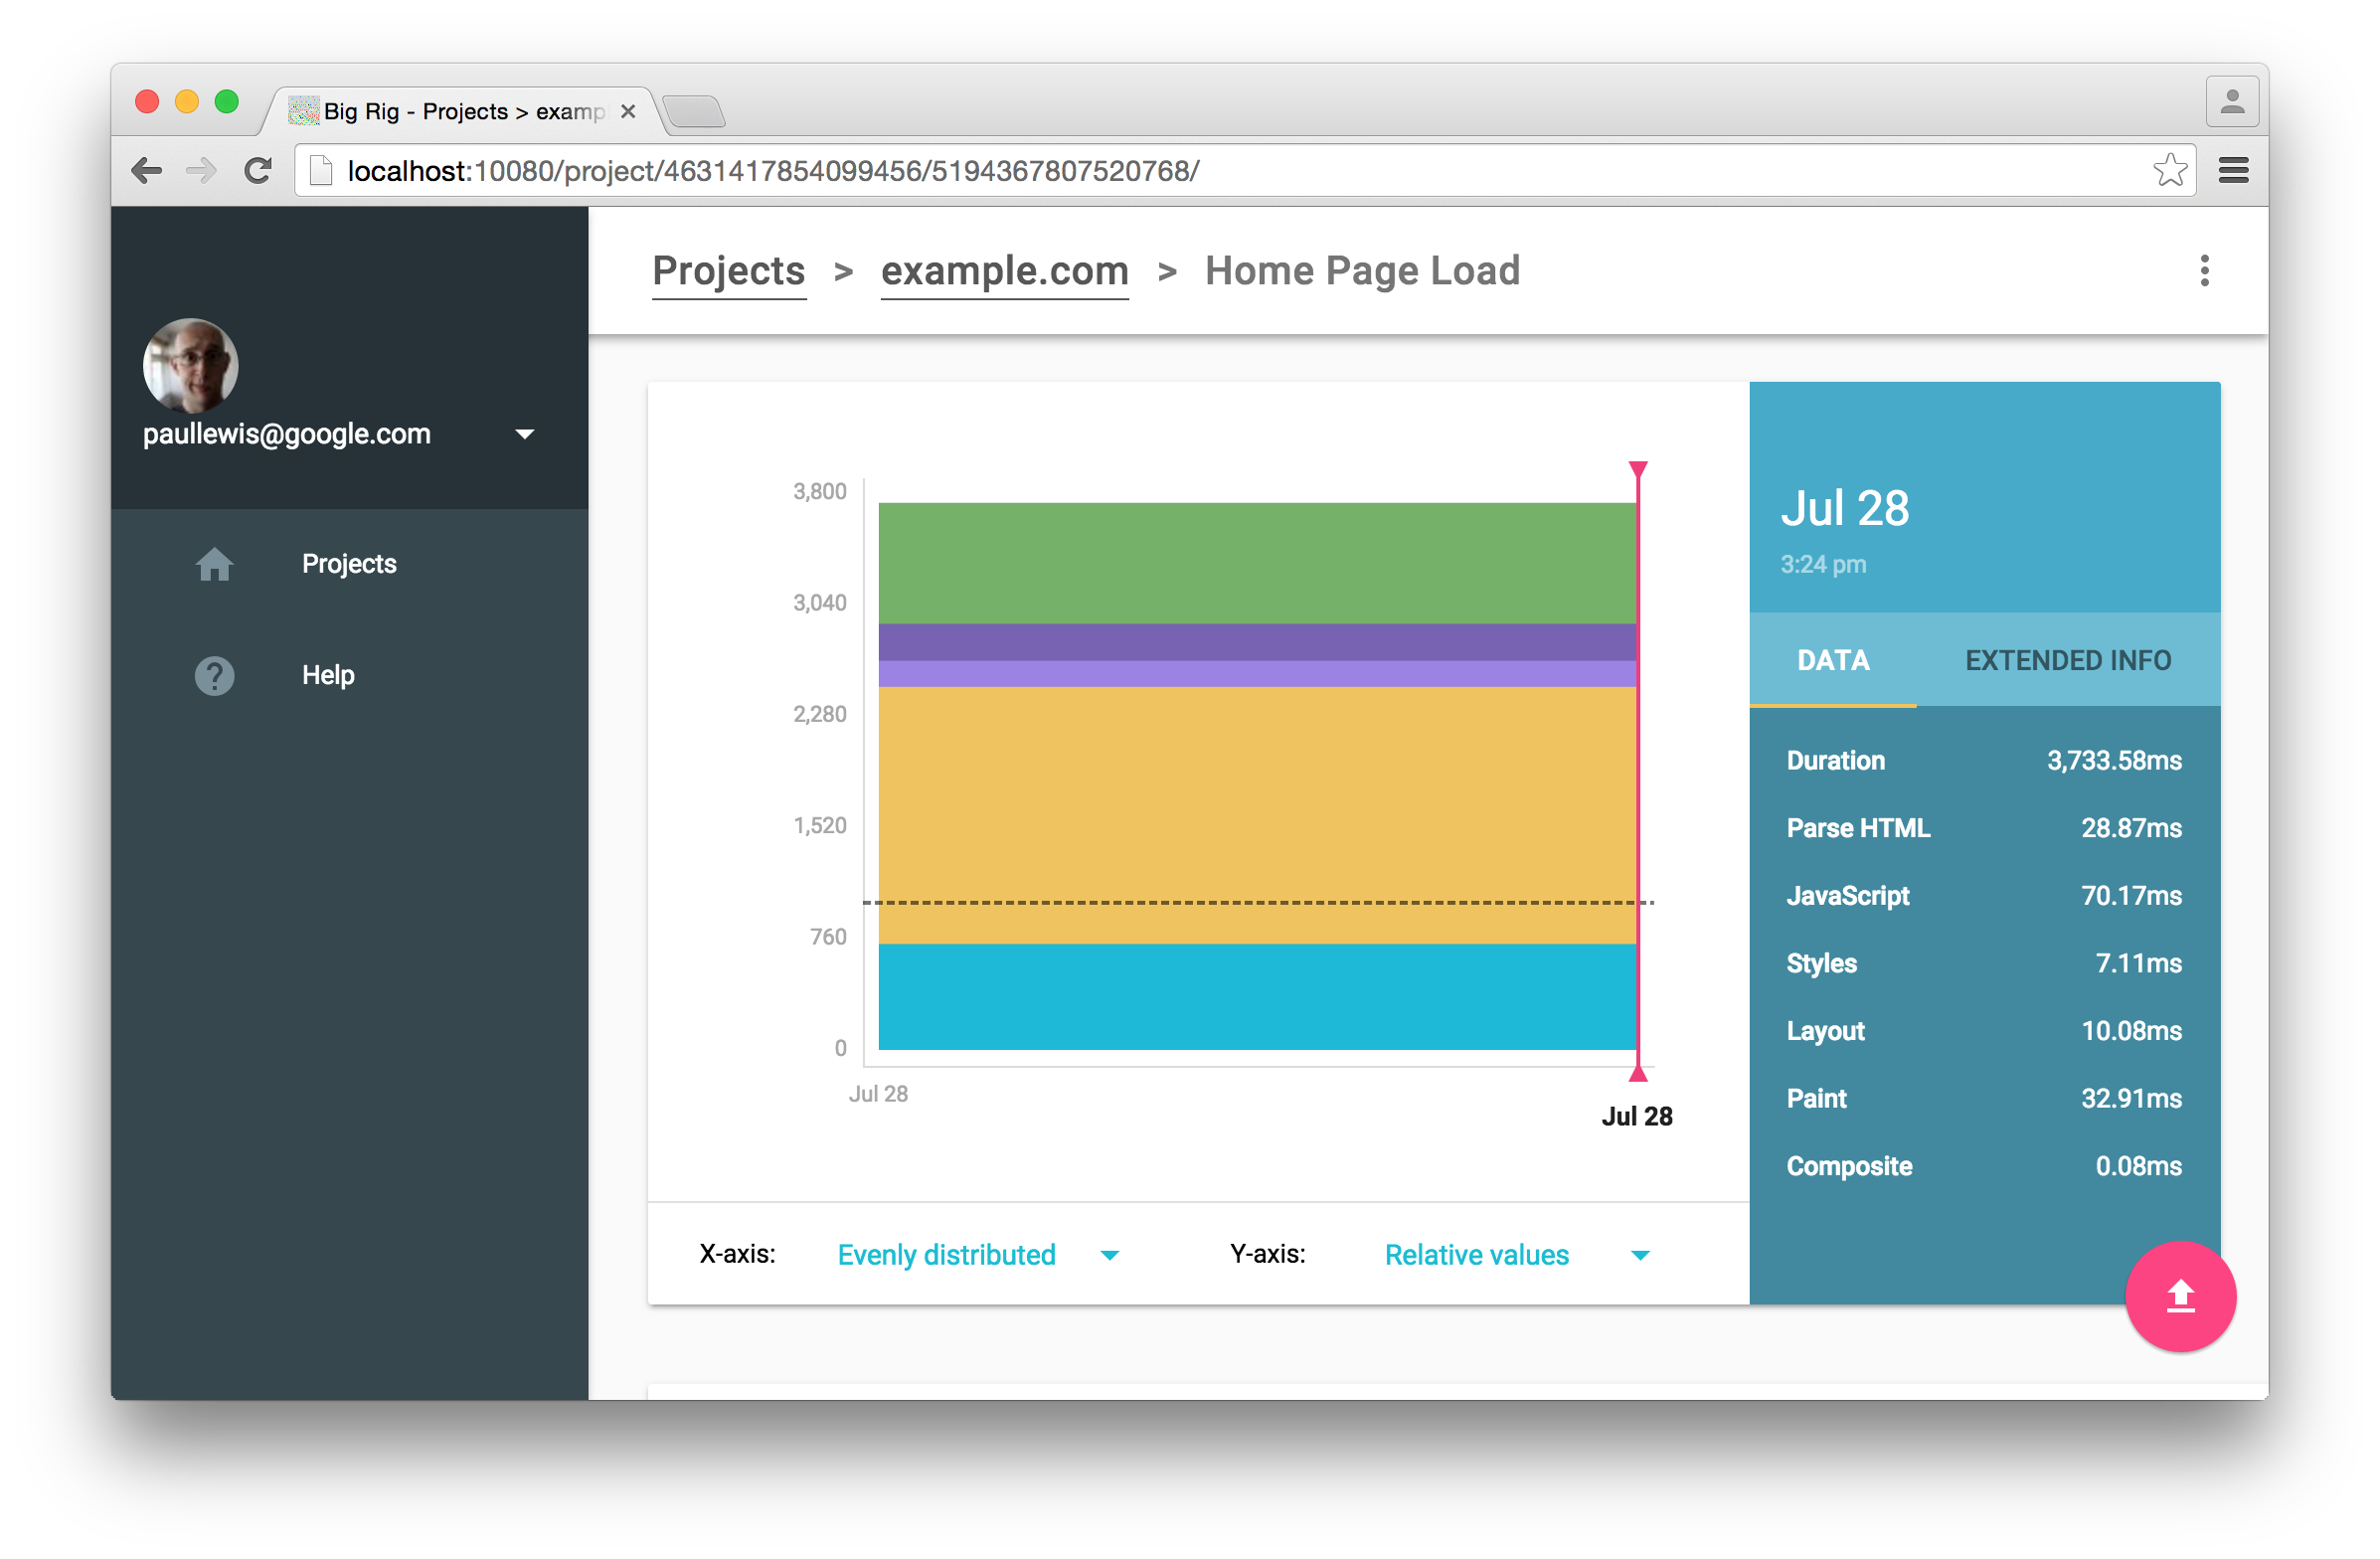 Big Rig - Projects > examp
localhost:10080/project/4631417854099456/5194367807520768/
Projects > example.com > Home Page Load
paullewis@google.com
Projects
Help
3,800
3,040
2,280
1,520
760
0
Jul 28
Jul 28
X-axis: Evenly distributed Y-axis: Relative values
Jul 28
3:24 pm
DATA EXTENDED INFO
Duration 3,733.58ms
Parse HTML 28.87ms
JavaScript 70.17ms
Styles 7.11ms
Layout 10.08ms
Paint 32.91ms
Composite 0.08ms